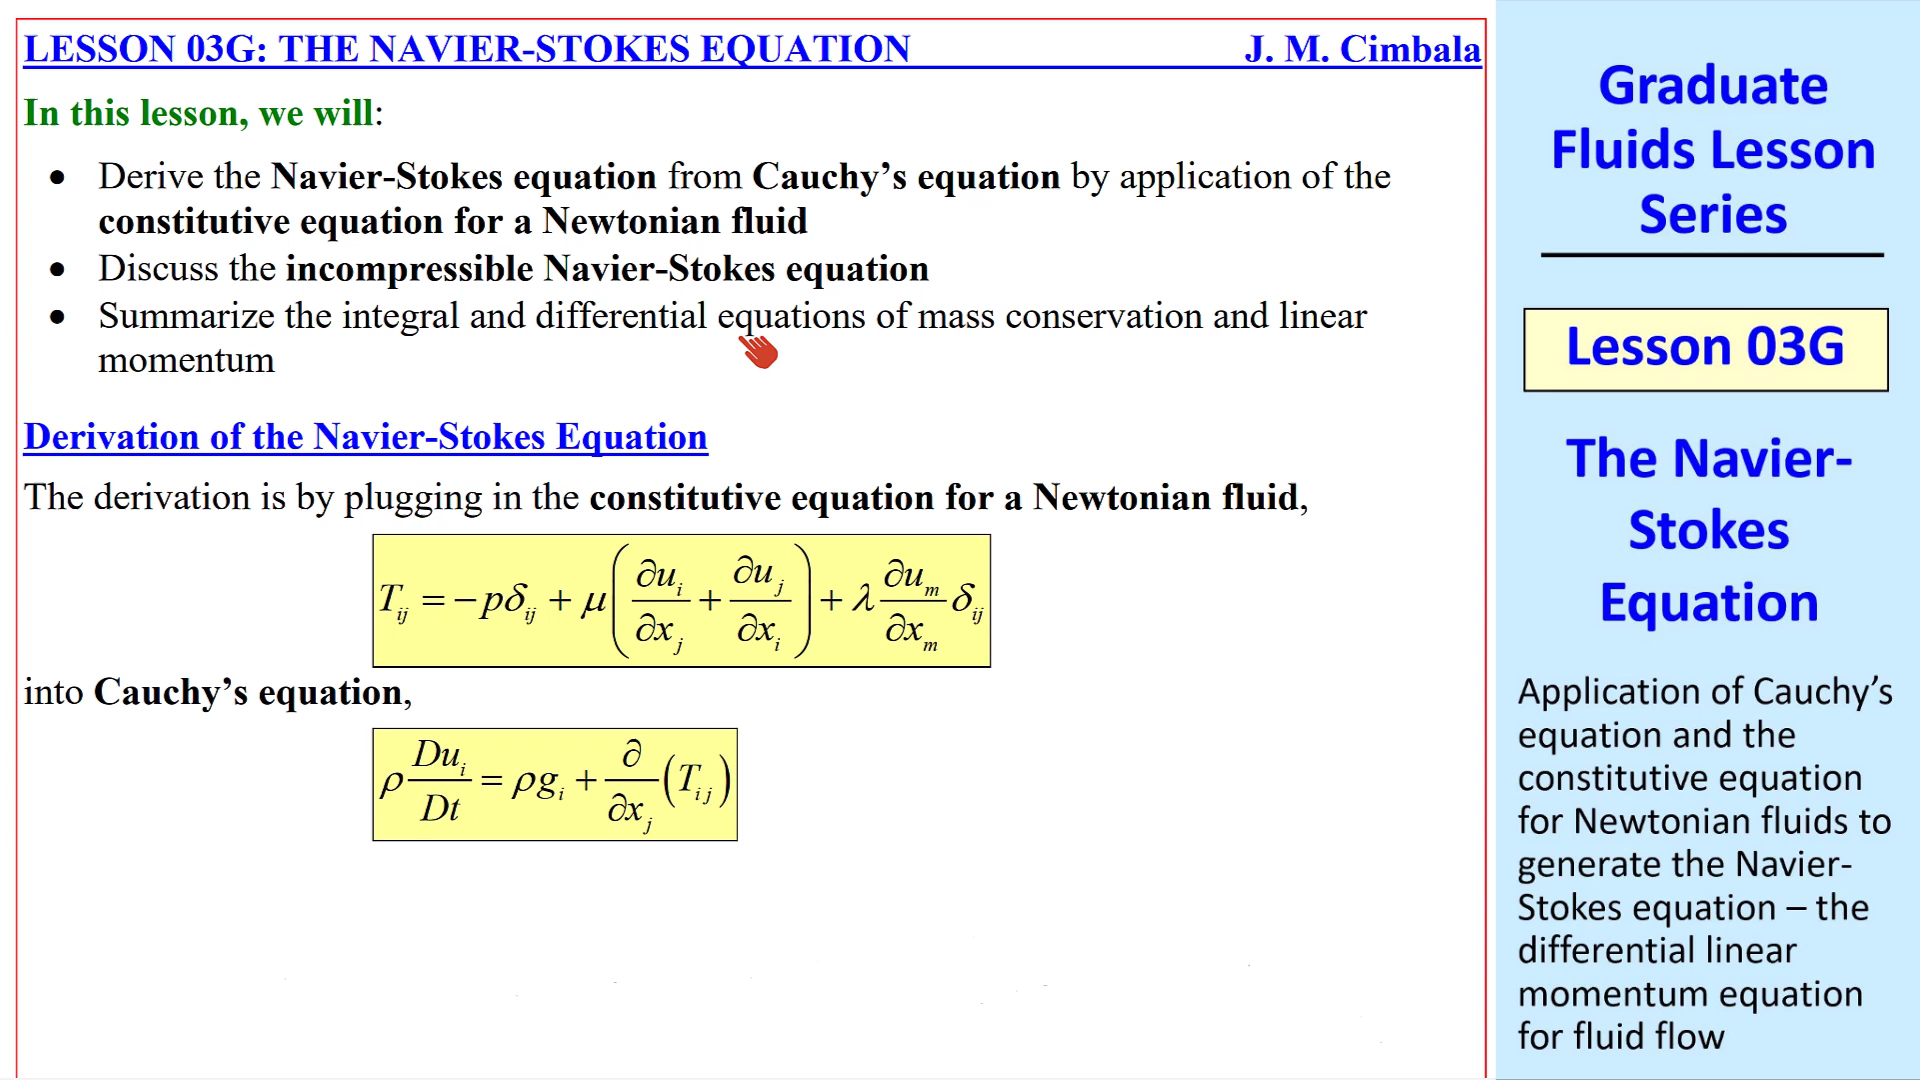 LESSON 03G: THE NAVIER-STOKES EQUATION J. M. Cimbala
In this lesson, we will:
• Derive the Navier-Stokes equation from Cauchy’s equation by application of the
constitutive equation for a Newtonian fluid
• Discuss the incompressible Navier-Stokes equation
• Summarize the integral and differential equations of mass conservation and linear
momentum
Derivation of the Navier-Stokes Equation
The derivation is by plugging in the constitutive equation for a Newtonian fluid,
T_ij = −pδ_ij + μ(∂u_i/∂x_j + ∂u_j/∂x_i) + λ ∂u_m/∂x_m δ_ij
into Cauchy’s equation,
ρ Du_i/Dt = ρg_i + ∂/∂x_j (T_ij)
Graduate
Fluids Lesson
Series
Lesson 03G
The Navier-
Stokes
Equation
Application of Cauchy’s
equation and the
constitutive equation
for Newtonian fluids to
generate the Navier-
Stokes equation – the
differential linear
momentum equation
for fluid flow